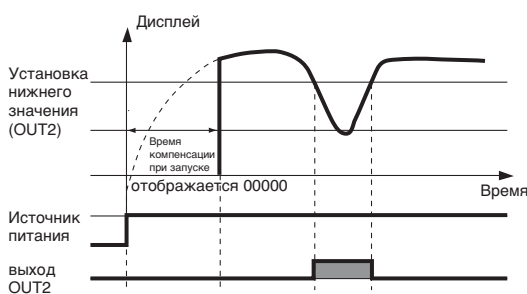 Дисплей
Установка
нижнего
значения
(OUT2)
Время
компенсации
при запуске
отображается 00000
Время
Источник
питания
выход
OUT2